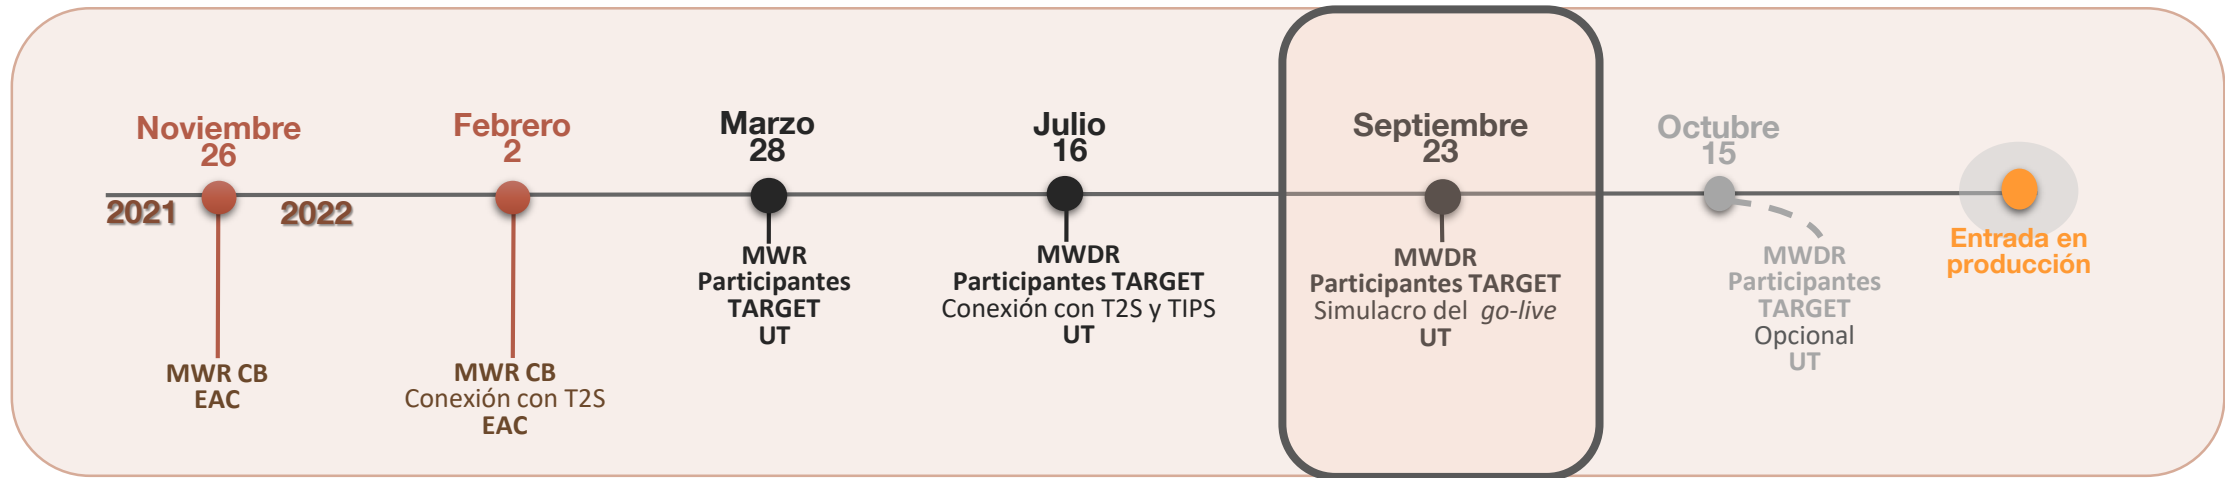 Noviembre
26
Febrero
2
Marzo
28
Julio
16
Septiembre
23
Octubre
15
2021
2022
MWR CB
EAC
MWR CB
Conexión con T2S
EAC
MWR
Participantes
TARGET
UT
MWDR
Participantes TARGET
Conexión con T2S y TIPS
UT
MWDR
Participantes TARGET
Simulacro del go-live
UT
MWDR
Participantes
TARGET
Opcional
UT
Entrada en
producción